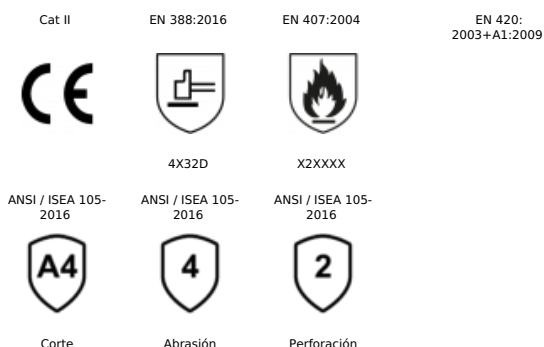 Cat II
EN 388:2016
EN 407:2004
EN 420:
2003+A1:2009
CE
4X32D
X2XXXX
ANSI / ISEA 105-
2016
ANSI / ISEA 105-
2016
ANSI / ISEA 105-
2016
A4
4
2
Corte
Abrasión
Perforación